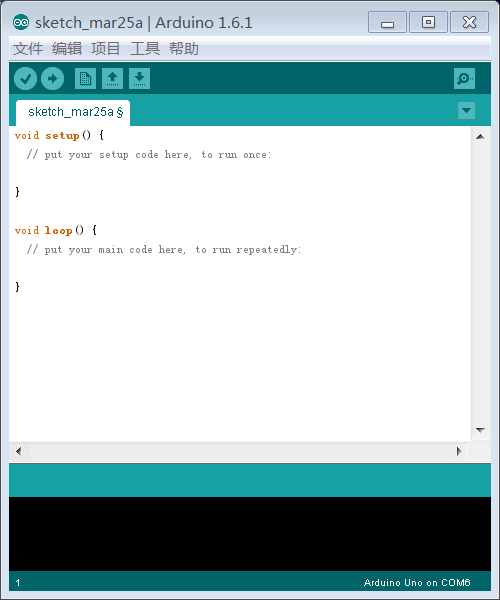 sketch_mar25a | Arduino 1.6.1
文件 编辑 项目 工具 帮助
sketch_mar25a §
void setup() {
// put your setup code here, to run once:
}
void loop() {
// put your main code here, to run repeatedly:
}
1 Arduino Uno on COM6